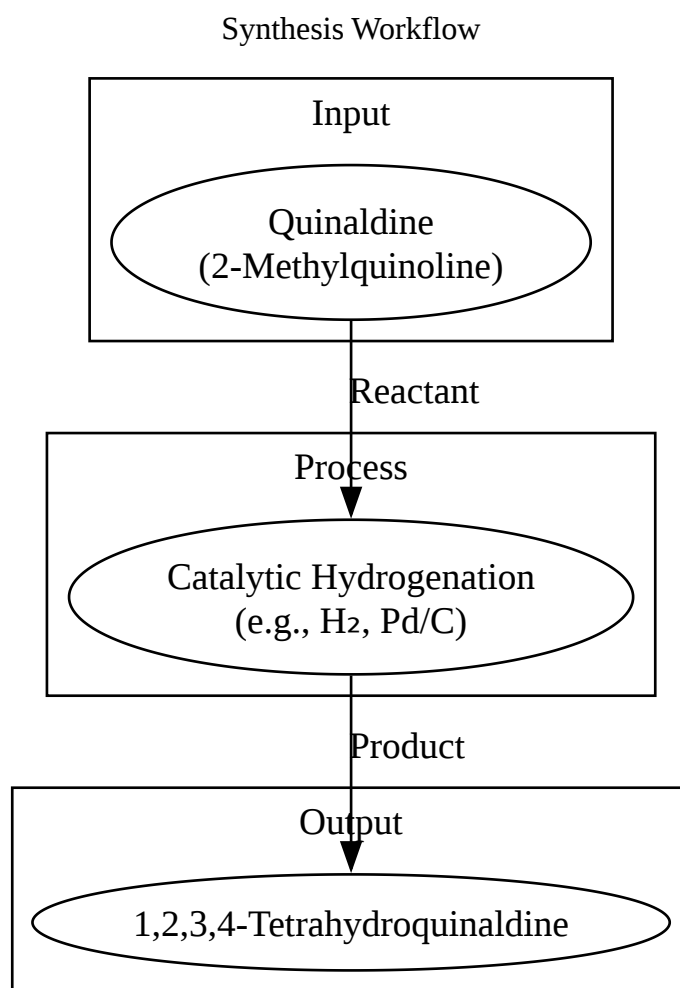 Synthesis Workflow
Input
Quinaldine
(2-Methylquinoline)
Reactant
Process
Catalytic Hydrogenation
(e.g., H₂, Pd/C)
Product
Output
1,2,3,4-Tetrahydroquinaldine